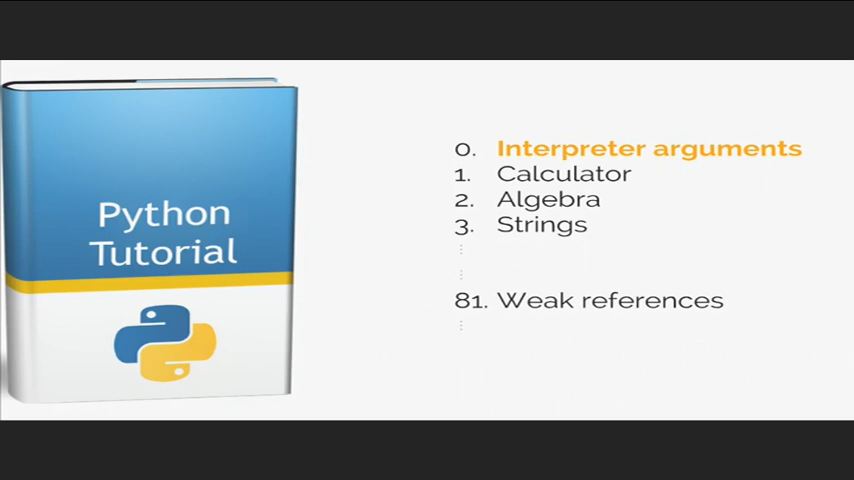 Python
Tutorial
0. Interpreter arguments
1. Calculator
2. Algebra
3. Strings
81. Weak references